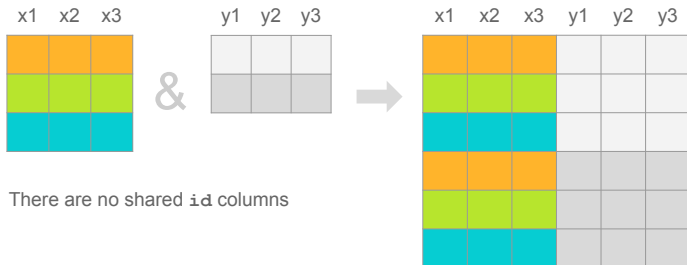 x1 x2 x3 y1 y2 y3 x1 x2 x3 y1 y2 y3
&
There are no shared id columns